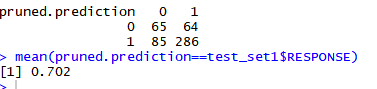 pruned.prediction 0 1
0 65 64
1 85 286
> mean(pruned.prediction==test_set1$RESPONSE)
[1] 0.702
>